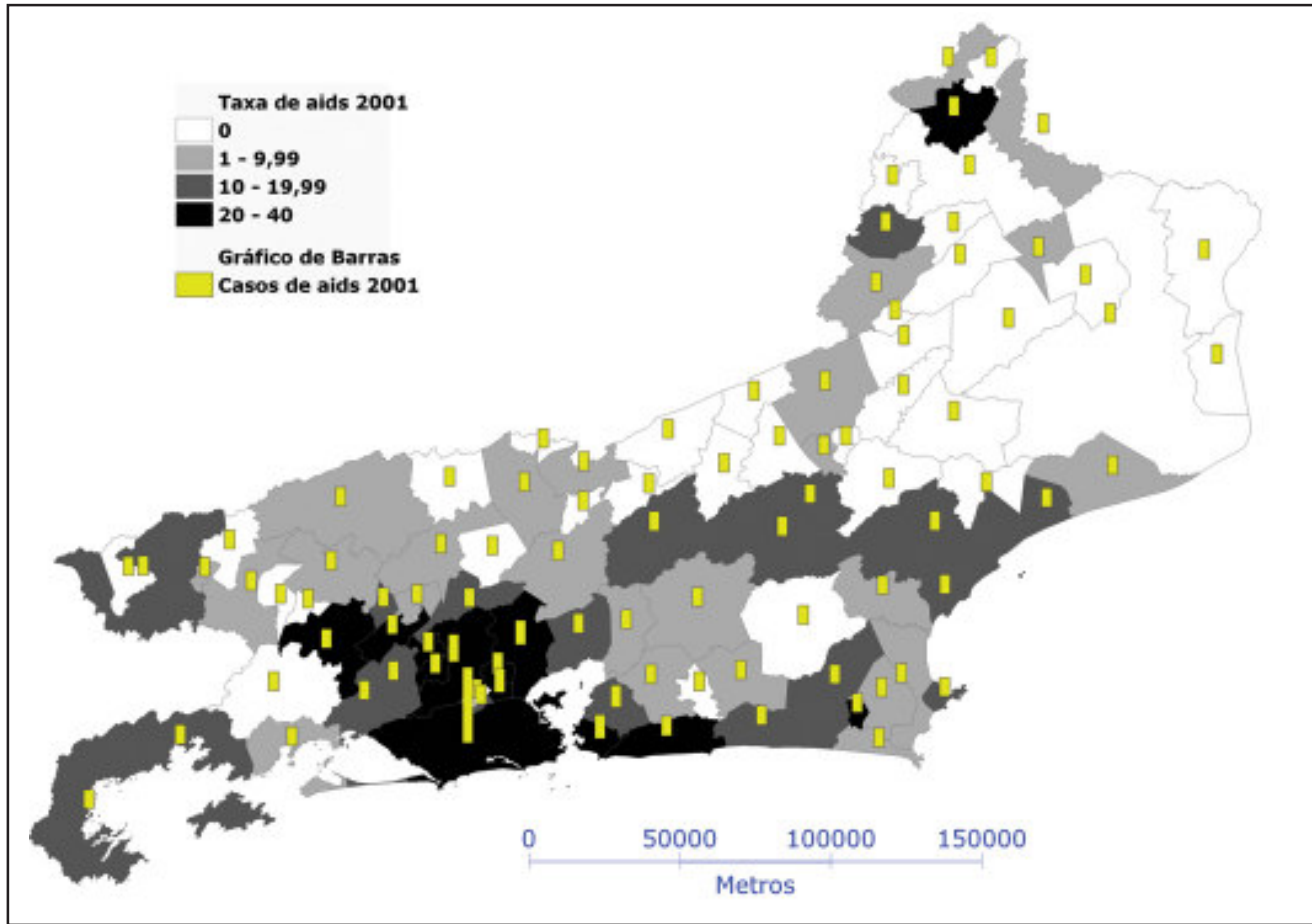 Taxa de aids 2001
0
1 - 9,99
10 - 19,99
20 - 40
Gráfico de Barras
Casos de aids 2001
0 50000 100000 150000
Metros